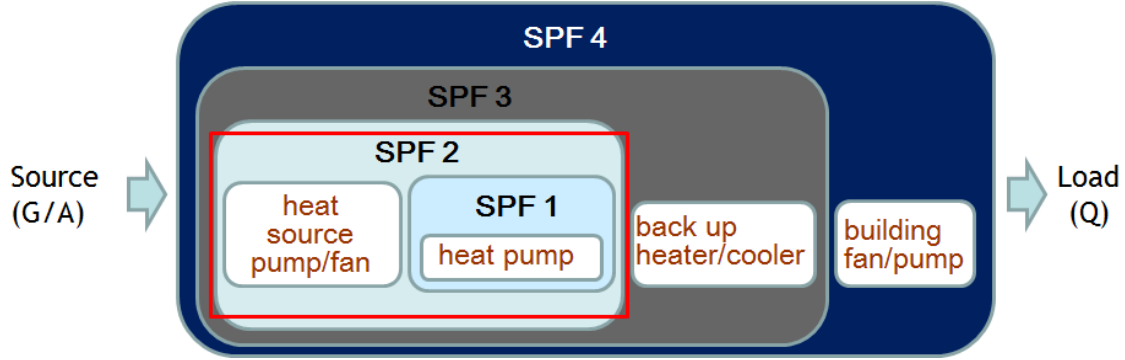 SPF 4
SPF 3
SPF 2
Source
(G/A)
heat
source
pump/fan
SPF 1
heat pump
back up
heater/cooler
building
fan/pump
Load
(Q)